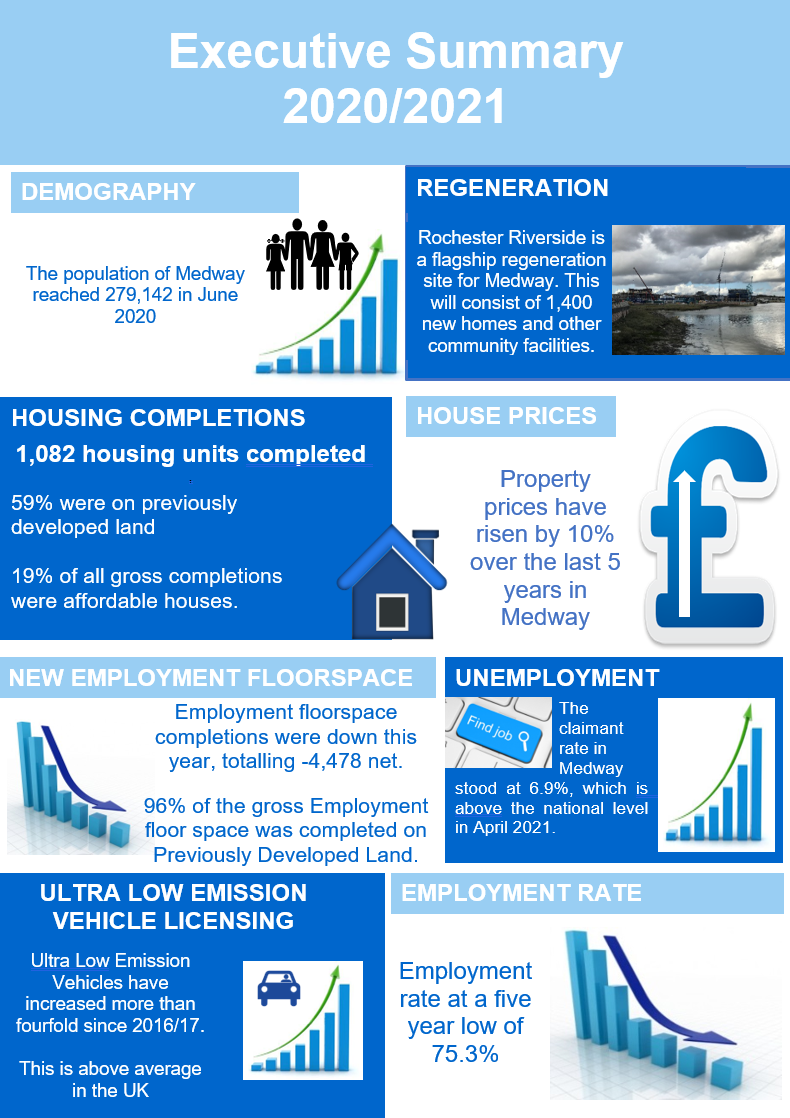 Executive Summary
2020/2021
DEMOGRAPHY
The population of Medway
reached 279,142 in June
2020
REGENERATION
Rochester Riverside is
a flagship regeneration
site for Medway. This
will consist of 1,400
new homes and other
community facilities.
HOUSING COMPLETIONS
1,082 housing units completed
59% were on previously
developed land
19% of all gross completions
were affordable houses.
HOUSE PRICES
Property
prices have
risen by 10%
over the last 5
years in
Medway
£
NEW EMPLOYMENT FLOORSPACE
Employment floorspace
completions were down this
year, totalling -4,478 net.
96% of the gross Employment
floor space was completed on
Previously Developed Land.
UNEMPLOYMENT
Find job
The
claimant
rate in
Medway
stood at 6.9%, which is
above the national level
in April 2021.
ULTRA LOW EMISSION
VEHICLE LICENSING
Ultra Low Emission
Vehicles have
increased more than
fourfold since 2016/17.
This is above average
in the UK
EMPLOYMENT RATE
Employment
rate at a five
year low of
75.3%